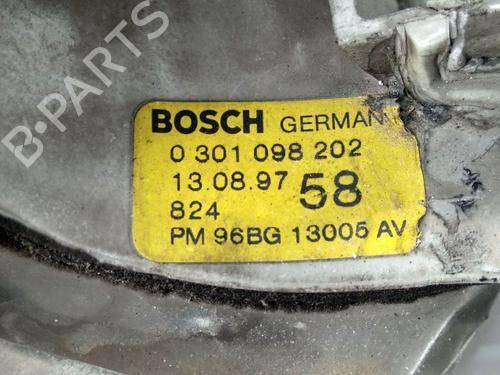 B-PARTS
BOSCH GERMAN
0 301 098 202
13.08.97 58
824
PM 96BG 13005 AV